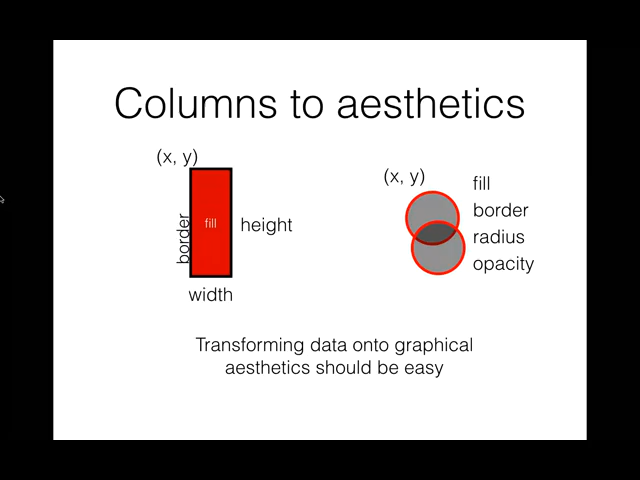 Columns to aesthetics
(x, y)
border
fill
height
width
(x, y)
fill
border
radius
opacity
Transforming data onto graphical
aesthetics should be easy